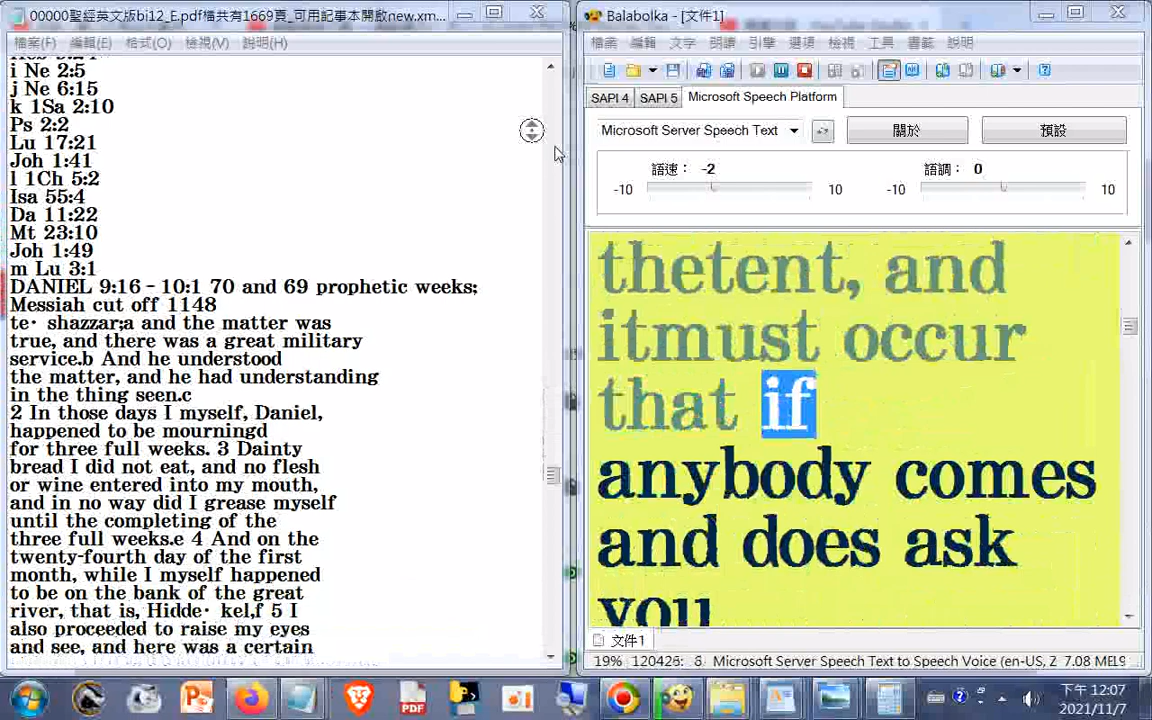 00000聖經英文版bi12_E.pdf檔共有1669頁_可用記事本開啟new.xm...
檔案(F) 編輯(E) 格式(O) 檢視(V) 說明(H)
i Ne 2:5
j Ne 6:15
k 1Sa 2:10
Ps 2:2
Lu 17:21
Joh 1:41
l 1Ch 5:2
Isa 55:4
Da 11:22
Mt 23:10
Joh 1:49
m Lu 3:1
DANIEL 9:16–10:1 70 and 69 prophetic weeks;
Messiah cut off 1148
te· shazzar;a and the matter was
true, and there was a great military
service.b And he understood
the matter, and he had understanding
in the thing seen.c
2 In those days I myself, Daniel,
happened to be mourningd
for three full weeks. 3 Dainty
bread I did not eat, and no flesh
or wine entered into my mouth,
and in no way did I grease myself
until the completing of the
three full weeks.e 4 And on the
twenty-fourth day of the first
month, while I myself happened
to be on the bank of the great
river, that is, Hidde· kel,f 5 I
also proceeded to raise my eyes
and see, and here was a certain
Balabolka - [文件1]
檔案 編輯 文字 朗讀 引擎 選項 檢視 工具 書籤 說明
SAPI 4 SAPI 5 Microsoft Speech Platform
Microsoft Server Speech Text 關於 預設
語速： -2 語調： 0
-10 10 -10 10
thetent, and
itmust occur
that if
anybody comes
and does ask
you
文件1
19% 120426: 8 Microsoft Server Speech Text to Speech Voice (en-US, 2 7.08 ME
下午 12:07
2021/11/7